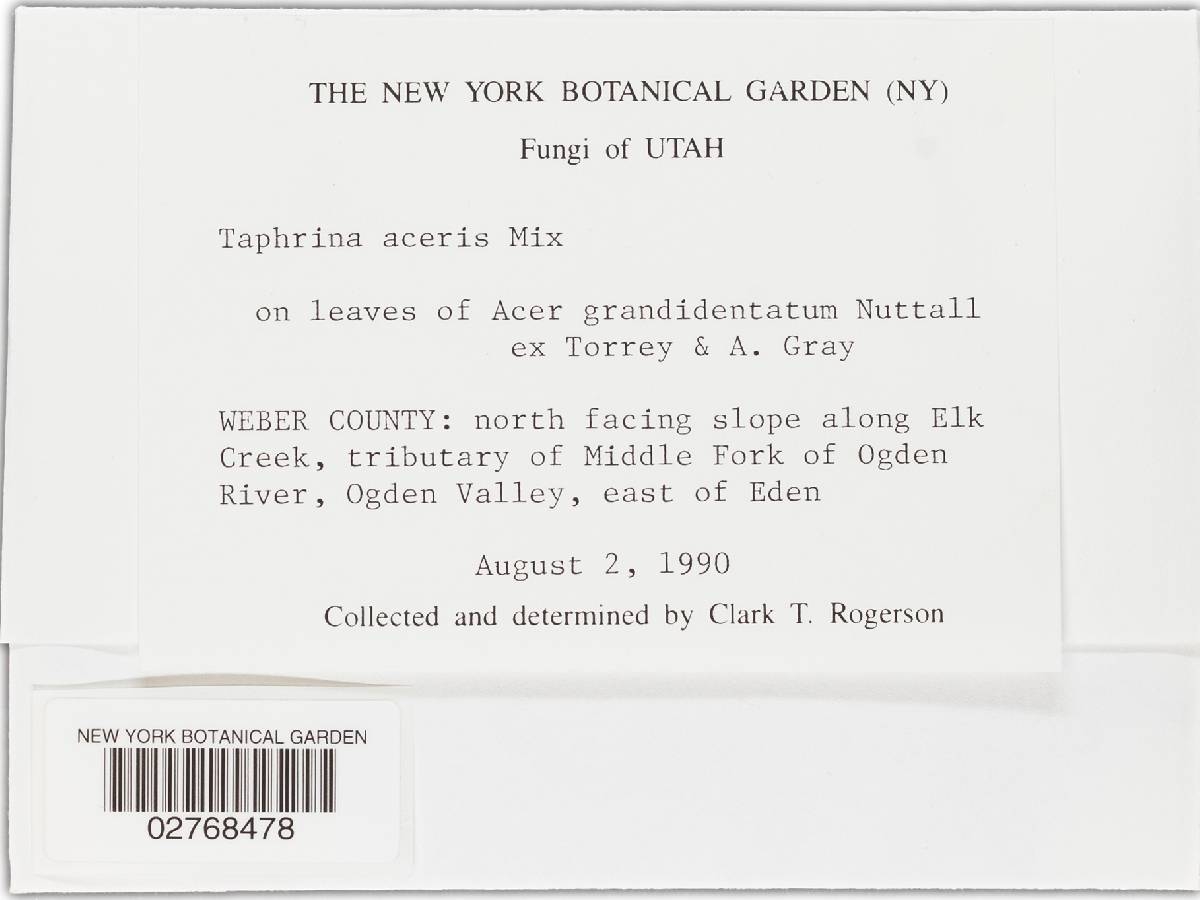 THE NEW YORK BOTANICAL GARDEN (NY)
Fungi of UTAH
Taphrina aceris Mix
on leaves of Acer grandidentatum Nuttall
ex Torrey & A. Gray
WEBER COUNTY: north facing slope along Elk
Creek, tributary of Middle Fork of Ogden
River, Ogden Valley, east of Eden
August 2, 1990
Collected and determined by Clark T. Rogerson
NEW YORK BOTANICAL GARDEN
02768478